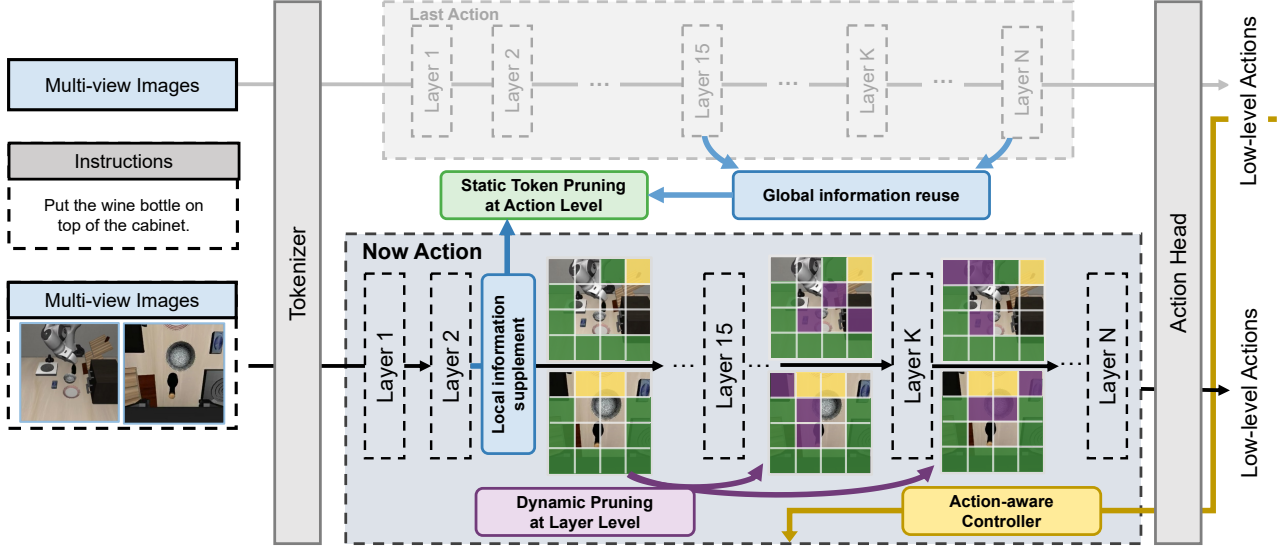 Last Action
Layer 1
Layer 2
...
Layer 15
...
Layer K
...
Layer N
Multi-view Images
Instructions
Put the wine bottle on
top of the cabinet.
Multi-view Images
Tokenizer
Static Token Pruning
at Action Level
Global information reuse
Now Action
Layer 1
Layer 2
Local information
supplement
...
Layer 15
...
Layer K
...
Layer N
Dynamic Pruning
at Layer Level
Action-aware
Controller
Action Head
Low-level Actions
Low-level Actions